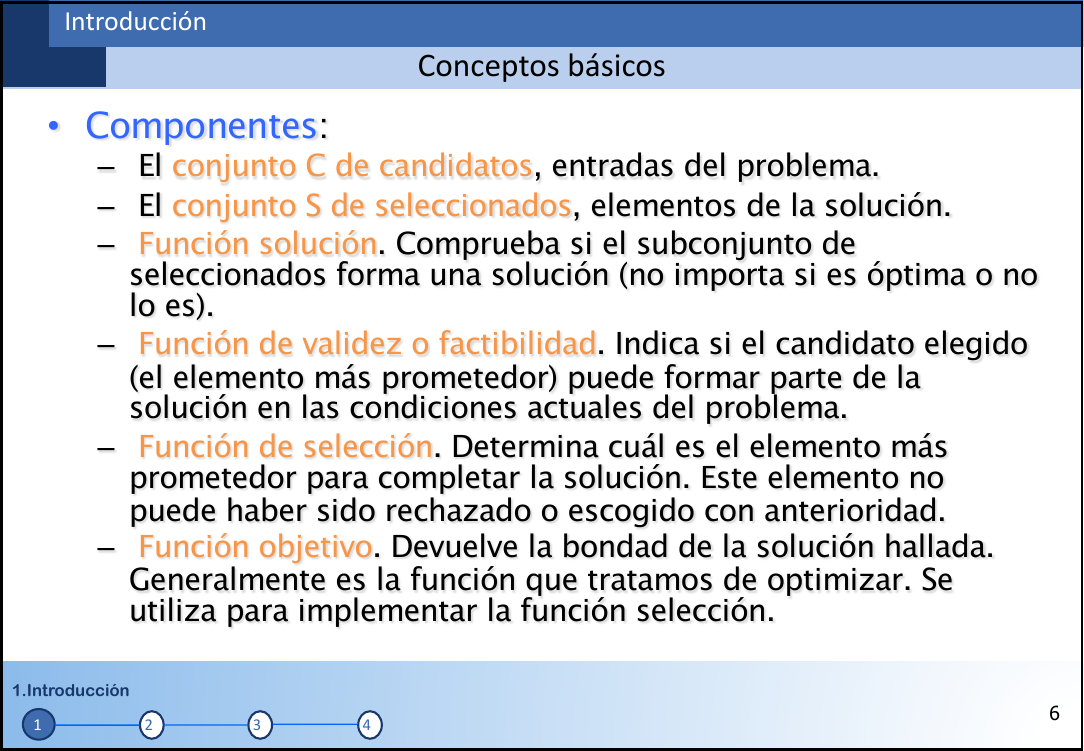 Introducción
Conceptos básicos
• Componentes:
– El conjunto C de candidatos, entradas del problema.
– El conjunto S de seleccionados, elementos de la solución.
– Función solución. Comprueba si el subconjunto de
seleccionados forma una solución (no importa si es óptima o no
lo es).
– Función de validez o factibilidad. Indica si el candidato elegido
(el elemento más prometedor) puede formar parte de la
solución en las condiciones actuales del problema.
– Función de selección. Determina cuál es el elemento más
prometedor para completar la solución. Este elemento no
puede haber sido rechazado o escogido con anterioridad.
– Función objetivo. Devuelve la bondad de la solución hallada.
Generalmente es la función que tratamos de optimizar. Se
utiliza para implementar la función selección.
1.Introducción
1 2 3 4
6